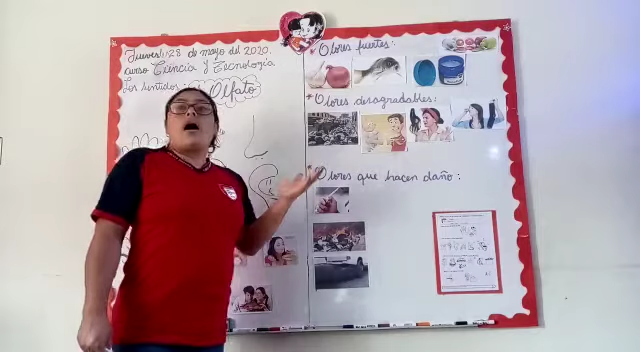 Jueves, 28 de mayo del 2020.
curso: Ciencia y Tecnología
Los sentidos: Olfato
* Olores fuertes:
* Olores desagradables:
* Olores que hacen daño: